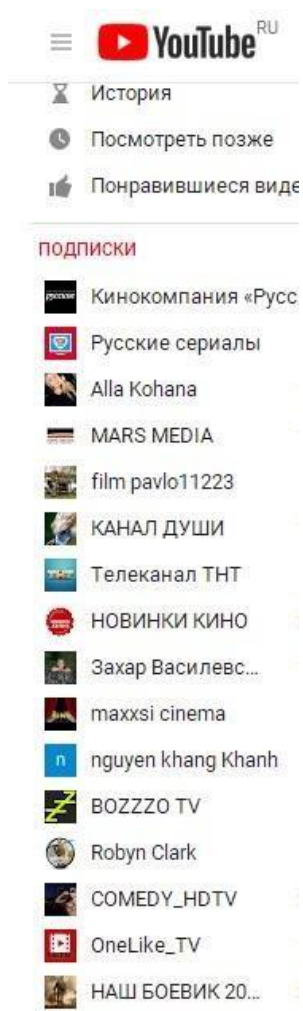 YouTube RU
История
Посмотреть позже
Понравившиеся виде
ПОДПИСКИ
Кинокомпания «Русс
Русские сериалы
Alla Kohana
MARS MEDIA
film pavlo11223
КАНАЛ ДУШИ
ТНТ Телеканал ТНТ
НОВИНКИ КИНО
Захар Василевс...
maxxsi cinema
n nguyen khang Khanh
BOZZZO TV
Robyn Clark
COMEDY_HDTV
OneLike_TV
НАШ БОЕВИК 20...